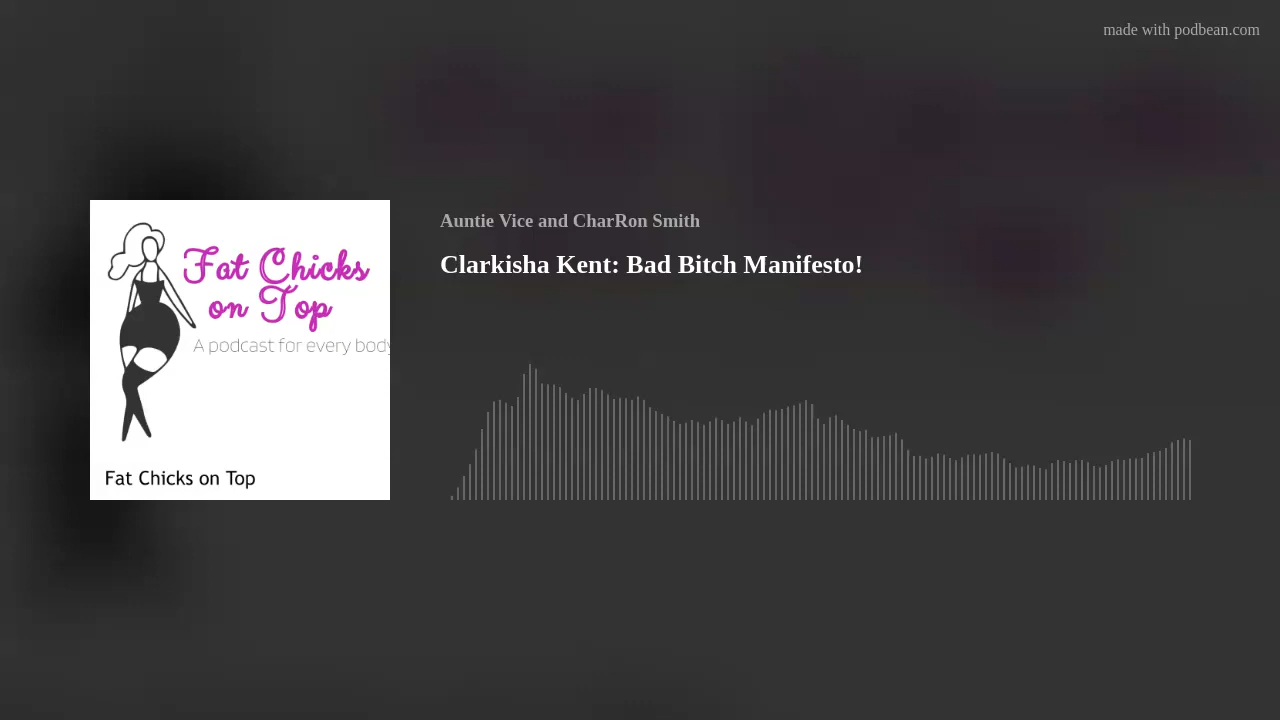 made with podbean.com
Fat Chicks
on Top
A podcast for every body
Fat Chicks on Top
Auntie Vice and CharRon Smith
Clarkisha Kent: Bad Bitch Manifesto!